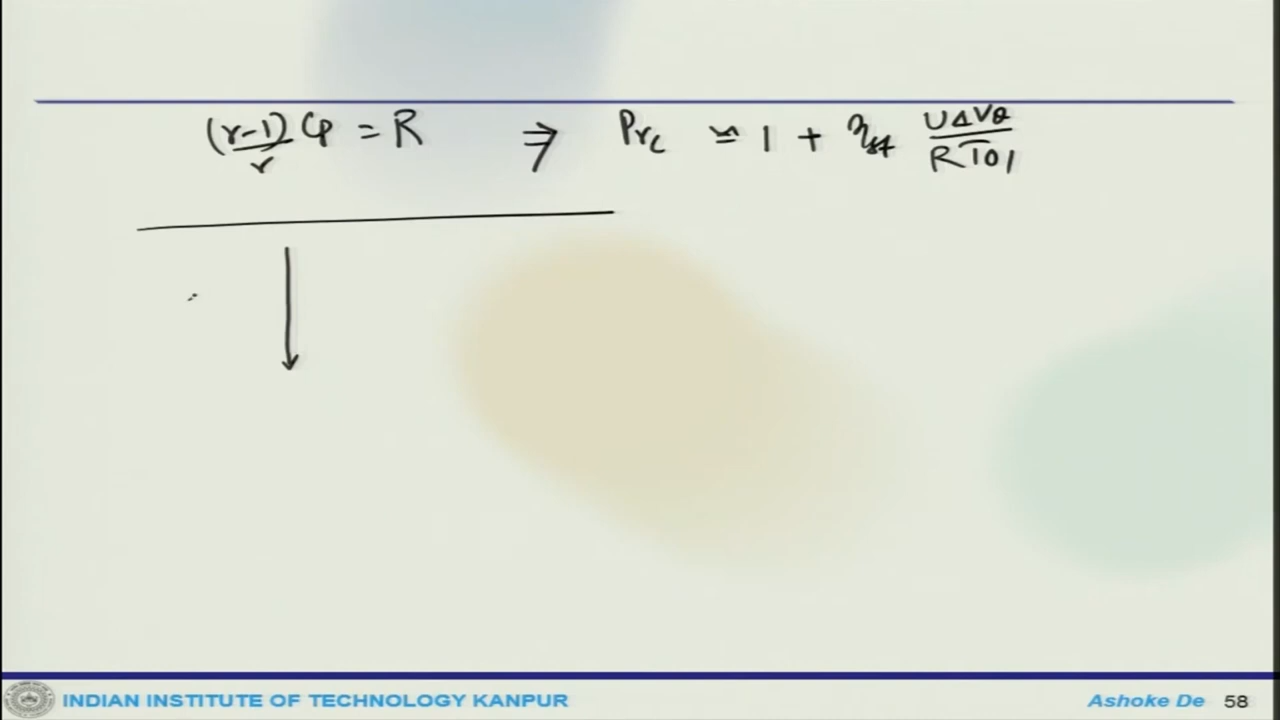 (γ-1)/γ Cp = R ⇒ Prc ≃ 1 + ηst UΔVθ/RT01
INDIAN INSTITUTE OF TECHNOLOGY KANPUR
Ashoke De 58